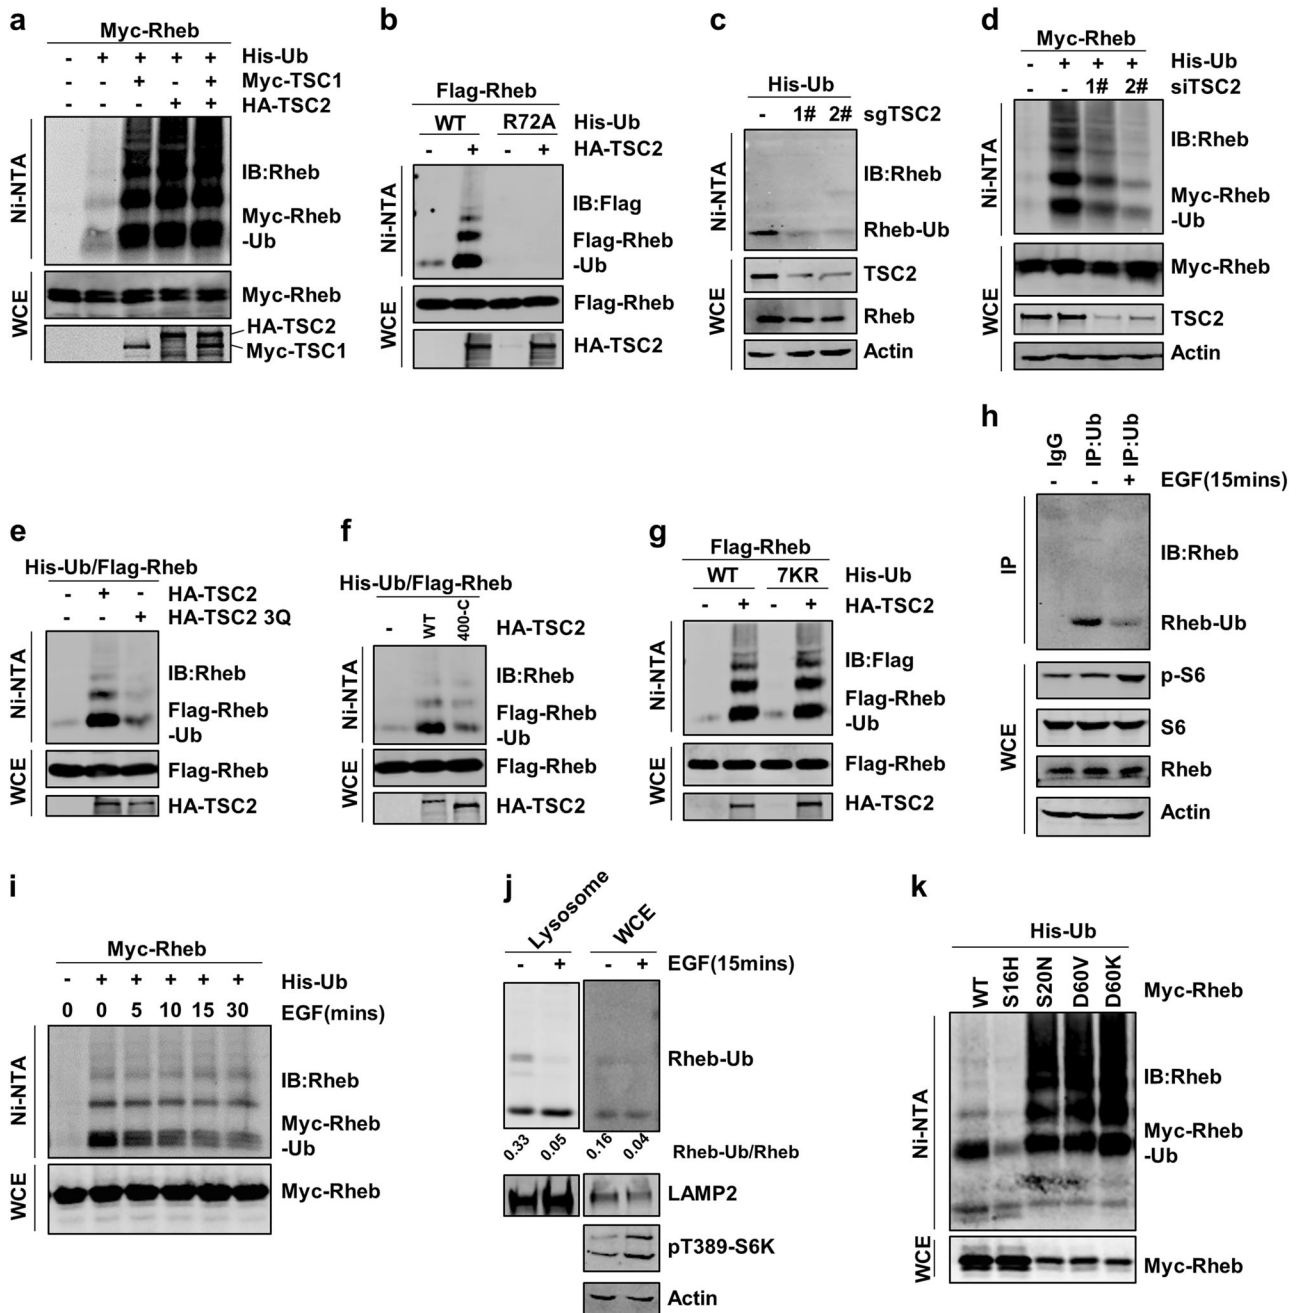 a
Myc-Rheb
- + + + + His-Ub
- - + - + Myc-TSC1
- - - + + HA-TSC2
Ni-NTA
IB:Rheb
Myc-Rheb
-Ub
WCE
Myc-Rheb
HA-TSC2
Myc-TSC1
b
Flag-Rheb
WT R72A His-Ub
- + - + HA-TSC2
Ni-NTA
IB:Flag
Flag-Rheb
-Ub
WCE
Flag-Rheb
HA-TSC2
c
His-Ub
- 1# 2# sgTSC2
Ni-NTA
IB:Rheb
Rheb-Ub
WCE
TSC2
Rheb
Actin
d
Myc-Rheb
- + + + His-Ub
- - 1# 2# siTSC2
Ni-NTA
IB:Rheb
Myc-Rheb
-Ub
WCE
Myc-Rheb
TSC2
Actin
e
His-Ub/Flag-Rheb
- + - HA-TSC2
- - + HA-TSC2 3Q
Ni-NTA
IB:Rheb
Flag-Rheb
-Ub
WCE
Flag-Rheb
HA-TSC2
f
His-Ub/Flag-Rheb
- WT 400-C HA-TSC2
Ni-NTA
IB:Rheb
Flag-Rheb
-Ub
WCE
Flag-Rheb
HA-TSC2
g
Flag-Rheb
WT 7KR His-Ub
- + - + HA-TSC2
Ni-NTA
IB:Flag
Flag-Rheb
-Ub
WCE
Flag-Rheb
HA-TSC2
h
IgG IP:Ub IP:Ub
- - + EGF(15mins)
IP
IB:Rheb
Rheb-Ub
WCE
p-S6
S6
Rheb
Actin
i
Myc-Rheb
- + + + + + His-Ub
0 0 5 10 15 30 EGF(mins)
Ni-NTA
IB:Rheb
Myc-Rheb
-Ub
WCE
Myc-Rheb
j
Lysosome WCE
- + - + EGF(15mins)
Rheb-Ub
0.33 0.05 0.16 0.04 Rheb-Ub/Rheb
LAMP2
pT389-S6K
Actin
k
His-Ub
WT S16H S20N D60V D60K Myc-Rheb
Ni-NTA
IB:Rheb
Myc-Rheb
-Ub
WCE
Myc-Rheb